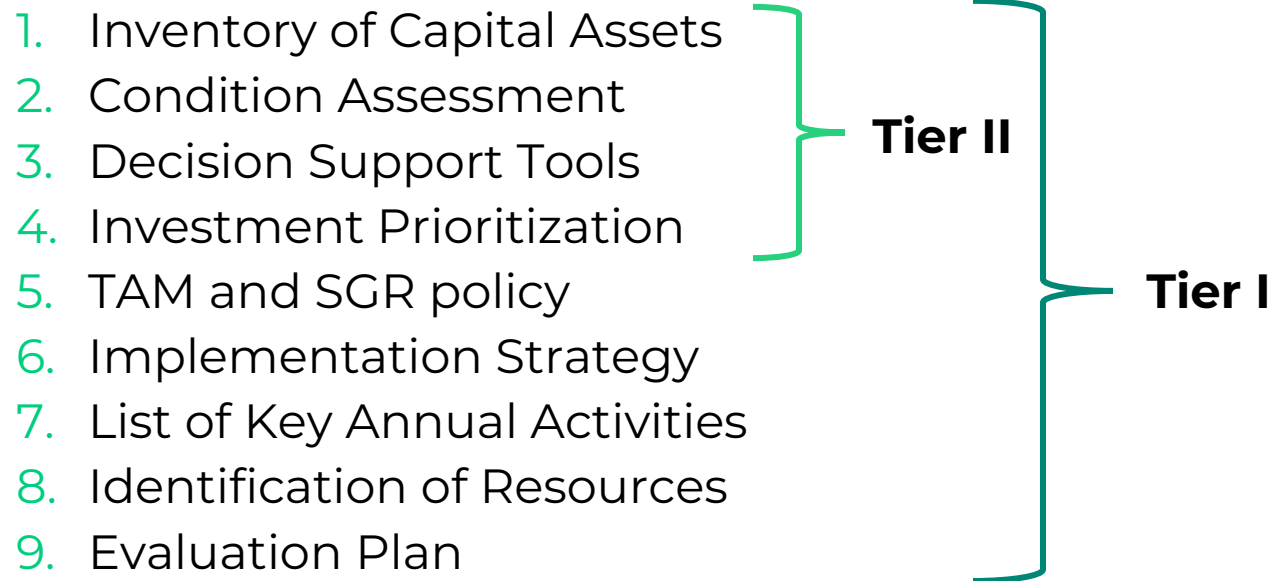 1. Inventory of Capital Assets
2. Condition Assessment
3. Decision Support Tools
4. Investment Prioritization
5. TAM and SGR policy
6. Implementation Strategy
7. List of Key Annual Activities
8. Identification of Resources
9. Evaluation Plan
Tier II
Tier I